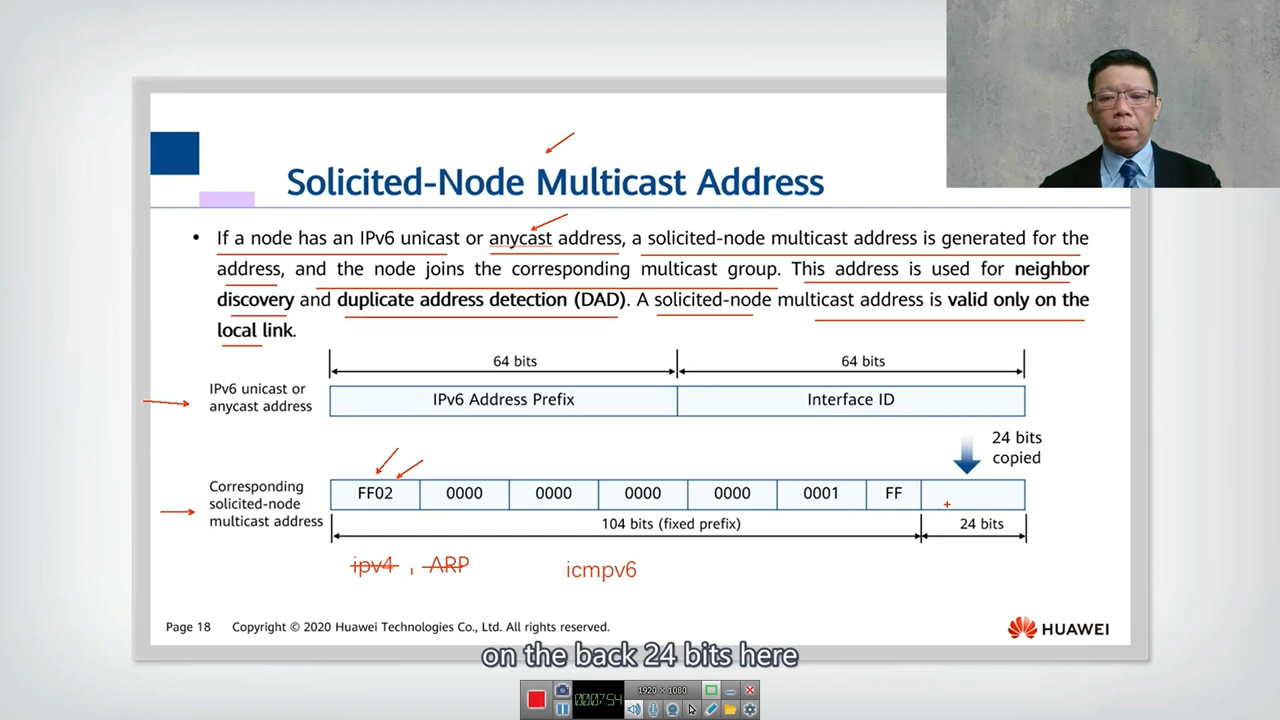 Solicited-Node Multicast Address
• If a node has an IPv6 unicast or anycast address, a solicited-node multicast address is generated for the
address, and the node joins the corresponding multicast group. This address is used for neighbor
discovery and duplicate address detection (DAD). A solicited-node multicast address is valid only on the
local link.
64 bits 64 bits
IPv6 unicast or
anycast address
IPv6 Address Prefix Interface ID
24 bits
copied
Corresponding
solicited-node
multicast address
FF02 0000 0000 0000 0000 0001 FF
104 bits (fixed prefix) 24 bits
ipv4 , ARP icmpv6
Page 18 Copyright © 2020 Huawei Technologies Co., Ltd. All rights reserved.
HUAWEI
on the back 24 bits here
1920 × 1080
00:07:54